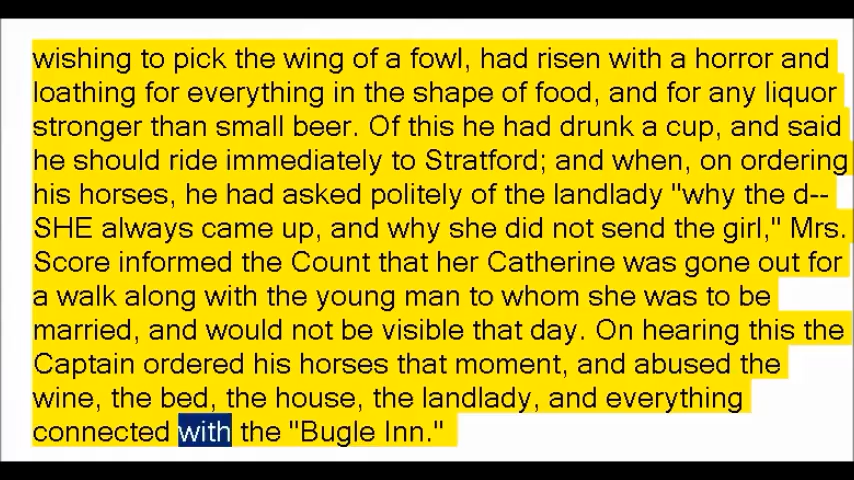 wishing to pick the wing of a fowl, had risen with a horror and
loathing for everything in the shape of food, and for any liquor
stronger than small beer. Of this he had drunk a cup, and said
he should ride immediately to Stratford; and when, on ordering
his horses, he had asked politely of the landlady "why the d--
SHE always came up, and why she did not send the girl," Mrs.
Score informed the Count that her Catherine was gone out for
a walk along with the young man to whom she was to be
married, and would not be visible that day. On hearing this the
Captain ordered his horses that moment, and abused the
wine, the bed, the house, the landlady, and everything
connected with the "Bugle Inn."